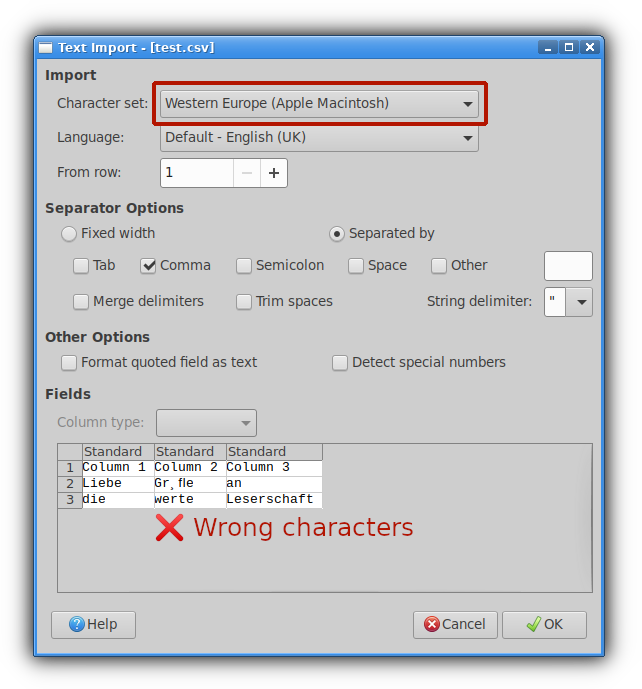 Text Import - [test.csv]
Import
Character set: Western Europe (Apple Macintosh)
Language: Default - English (UK)
From row: 1 − +
Separator Options
Fixed width Separated by
Tab Comma Semicolon Space Other
Merge delimiters Trim spaces String delimiter: "
Other Options
Format quoted field as text Detect special numbers
Fields
Column type:
Standard Standard Standard
1 Column 1 Column 2 Column 3
2 Liebe Gr¸ﬂe an
3 die werte Leserschaft
❌ Wrong characters
Help Cancel OK